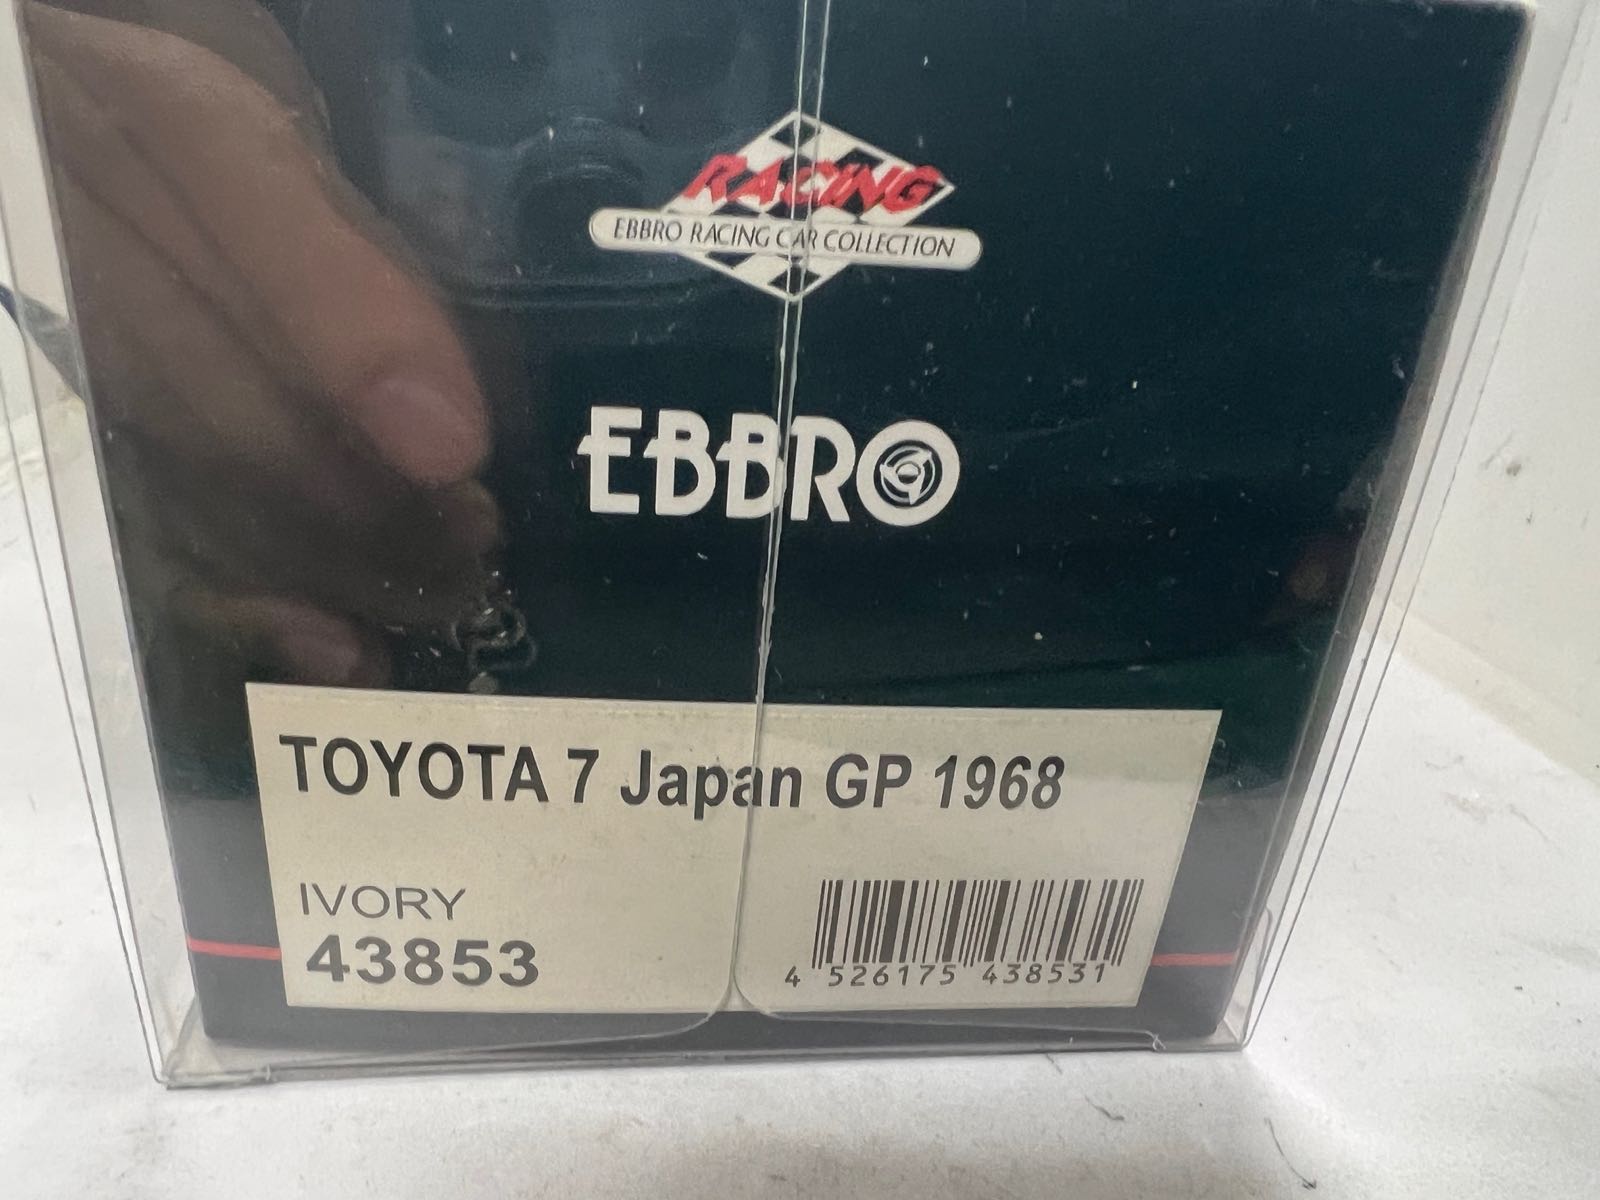 RACING
EBBRO RACING CAR COLLECTION
EBBRO
TOYOTA 7 Japan GP 1968
IVORY
43853
4 526175 438531